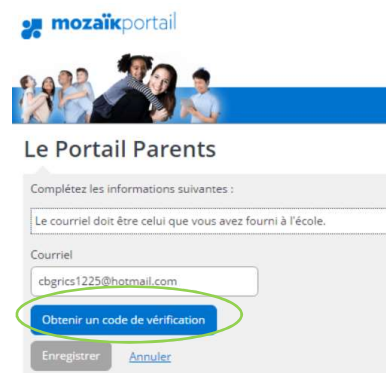 mozaïkportail
Le Portail Parents
Complétez les informations suivantes :
Le courriel doit être celui que vous avez fourni à l'école.
Courriel
cbgrics1225@hotmail.com
Obtenir un code de vérification
Enregistrer Annuler